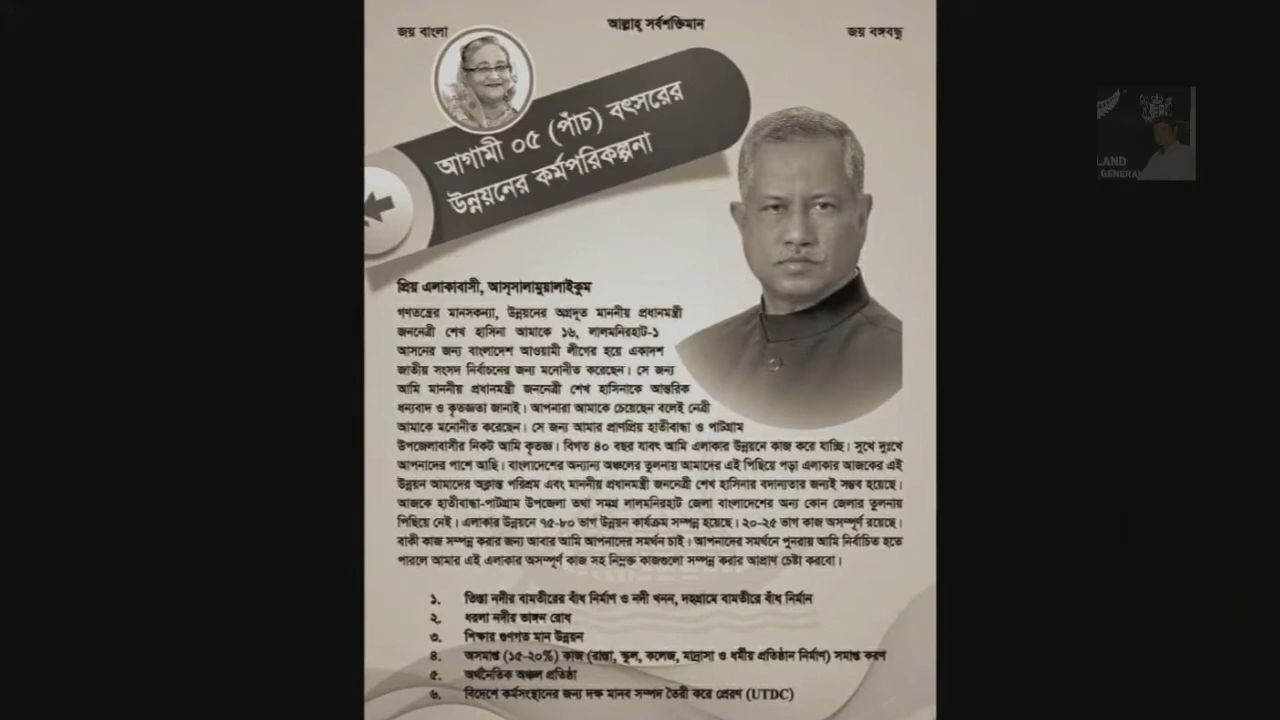 জয় বাংলা
আল্লাহ্ সর্বশক্তিমান
জয় বঙ্গবন্ধু
আগামী ০৫ (পাঁচ) বৎসরের
উন্নয়নের কর্মপরিকল্পনা
LAND
GENERAL
প্রিয় এলাকাবাসী, আস্সালামুয়ালাইকুম
গণতন্ত্রের মানসকন্যা, উন্নয়নের অগ্রদূত মাননীয় প্রধানমন্ত্রী
জননেত্রী শেখ হাসিনা আমাকে ১৬, লালমনিরহাট-১
আসনের জন্য বাংলাদেশ আওয়ামী লীগের হয়ে একাদশ
জাতীয় সংসদ নির্বাচনের জন্য মনোনীত করেছেন। সে জন্য
আমি মাননীয় প্রধানমন্ত্রী জননেত্রী শেখ হাসিনাকে আন্তরিক
ধন্যবাদ ও কৃতজ্ঞতা জানাই। আপনারা আমাকে চেয়েছেন বলেই নেত্রী
আমাকে মনোনীত করেছেন। সে জন্য আমার প্রাণপ্রিয় হাতীবান্ধা ও পাটগ্রাম
উপজেলাবাসীর নিকট আমি কৃতজ্ঞ। বিগত ৪০ বছর যাবৎ আমি এলাকার উন্নয়নে কাজ করে যাচ্ছি। সুখে দুঃখে
আপনাদের পাশে আছি। বাংলাদেশের অন্যান্য অঞ্চলের তুলনায় আমাদের এই পিছিয়ে পড়া এলাকার আজকের এই
উন্নয়ন আমাদের অক্লান্ত পরিশ্রম এবং মাননীয় প্রধানমন্ত্রী জননেত্রী শেখ হাসিনার বদান্যতার জন্যই সম্ভব হয়েছে।
আজকে হাতীবান্ধা-পাটগ্রাম উপজেলা তথা সমগ্র লালমনিরহাট জেলা বাংলাদেশের অন্য কোন জেলার তুলনায়
পিছিয়ে নেই। এলাকার উন্নয়নে ৭৫-৮০ ভাগ উন্নয়ন কার্যক্রম সম্পন্ন হয়েছে। ২০-২৫ ভাগ কাজ অসম্পূর্ণ রয়েছে।
বাকী কাজ সম্পন্ন করার জন্য আবার আমি আপনাদের সমর্থন চাই। আপনাদের সমর্থনে পুনরায় আমি নির্বাচিত হতে
পারলে আমার এই এলাকার অসম্পূর্ণ কাজ সহ নিম্নক্ত কাজগুলো সম্পন্ন করার আপ্রাণ চেষ্টা করবো।
১. তিস্তা নদীর বামতীরের বাঁধ নির্মাণ ও নদী খনন, দহগ্রামে বামতীরে বাঁধ নির্মান
২. ধরলা নদীর ভাঙ্গন রোধ
৩. শিক্ষার গুণগত মান উন্নয়ন
৪. অসমাপ্ত (১৫-২০%) কাজ (রাস্তা, স্কুল, কলেজ, মাদ্রাসা ও ধর্মীয় প্রতিষ্ঠান নির্মাণ) সমাপ্ত করণ
৫. অর্থনৈতিক অঞ্চল প্রতিষ্ঠা
৬. বিদেশে কর্মসংস্থানের জন্য দক্ষ মানব সম্পদ তৈরী করে প্রেরণ (UTDC)